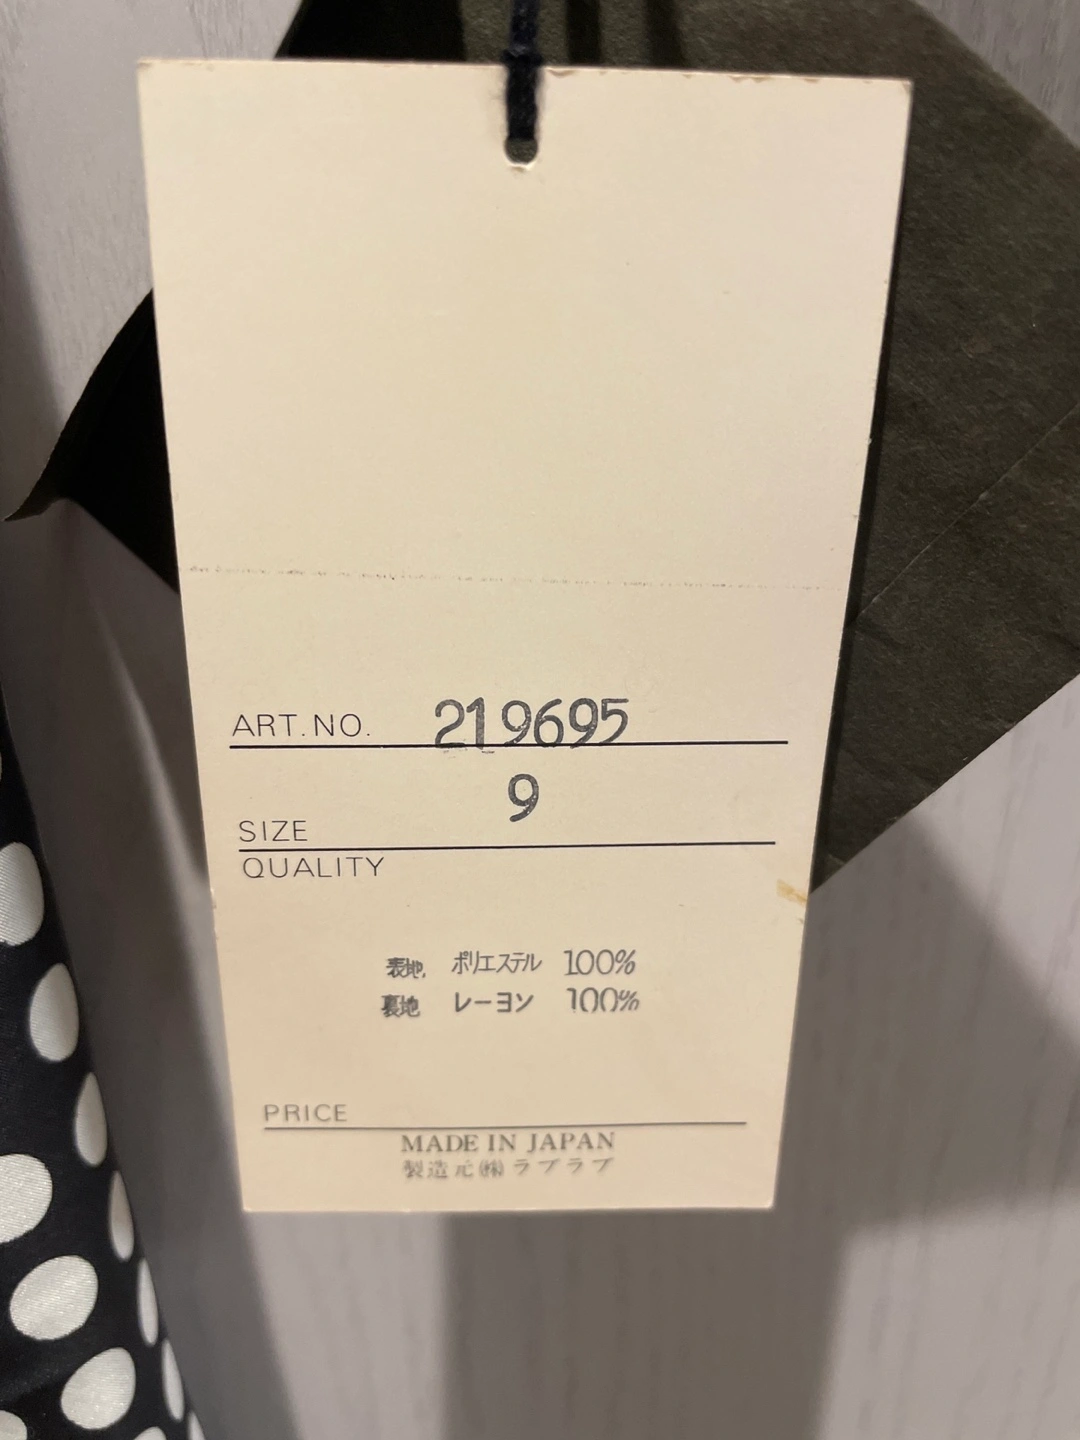 ART. NO. 219695
9
SIZE
QUALITY
表地. ポリエステル 100%
裏地 レーヨン 100%
PRICE
MADE IN JAPAN
製造元㈱ラブラブ